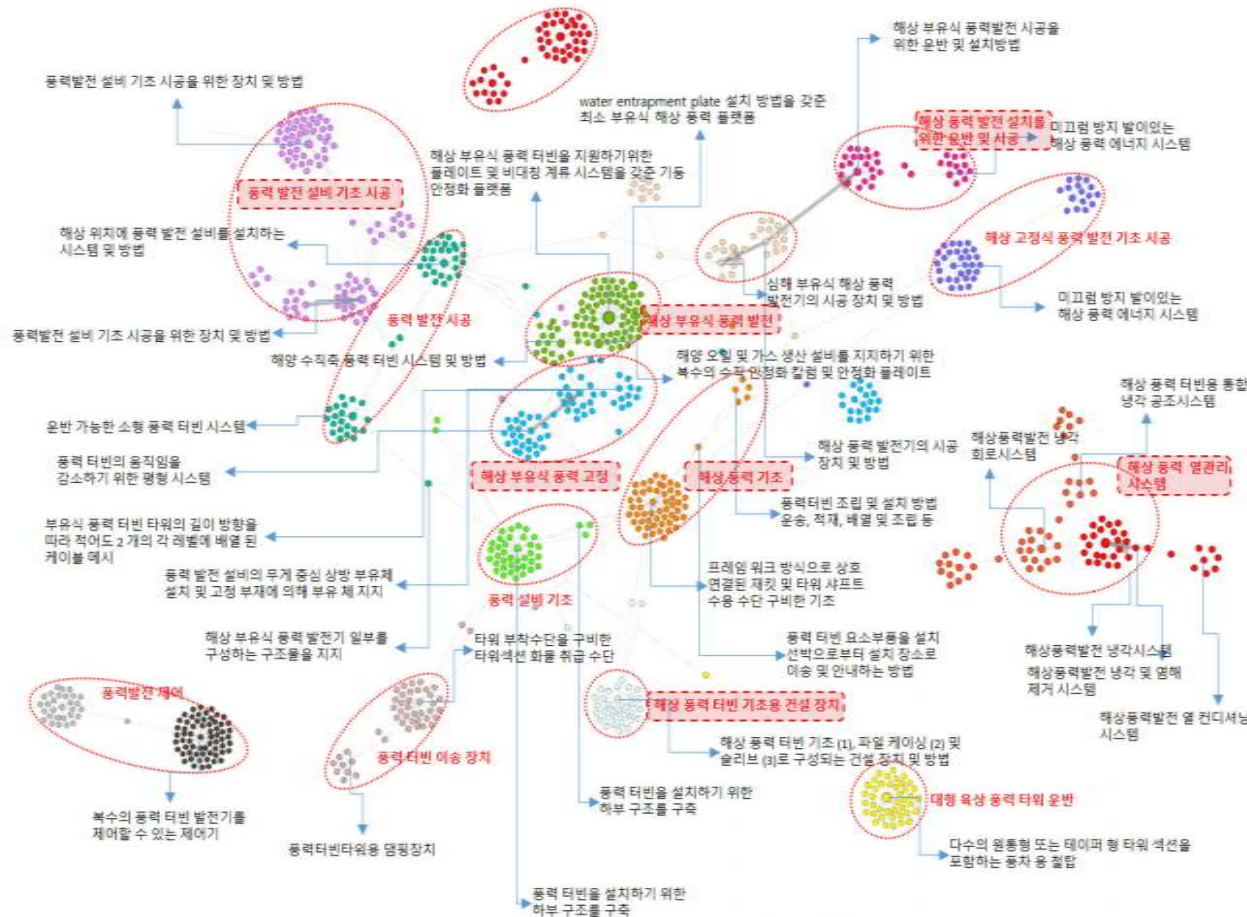 해상 부유식 풍력발전 시공을
위한 운반 및 설치방법
풍력발전 설비 기초 시공을 위한 장치 및 방법
water entrapment plate 설치 방법을 갖춘
최소 부유식 해상 풍력 플랫폼
해상 풍력 발전 설치를
위한 운반 및 시공
미끄럼 방지 발이있는
해상 풍력 에너지 시스템
해상 부유식 풍력 터빈을 지원하기위한
플레이트 및 비대칭 계류 시스템을 갖춘 기둥
안정화 플랫폼
풍력 발전 설비 기초 시공
해상 위치에 풍력 발전 설비를 설치하는
시스템 및 방법
해상 고정식 풍력 발전 기초 시공
심해 부유식 해상 풍력
발전기의 시공 장치 및 방법
미끄럼 방지 발이있는
해상 풍력 에너지 시스템
풍력발전 설비 기초 시공을 위한 장치 및 방법
풍력 발전 시공
해상 부유식 풍력 발전
해양 수직축 풍력 터빈 시스템 및 방법
해양 오일 및 가스 생산 설비를 지지하기 위한
복수의 수직 안정화 칼럼 및 안정화 플레이트
해상 풍력 터빈용 통합
냉각 공조시스템
운반 가능한 소형 풍력 터빈 시스템
해상풍력발전 냉각
회로시스템
해상 풍력 발전기의 시공
장치 및 방법
풍력 터빈의 움직임을
감소하기 위한 평형 시스템
해상 부유식 풍력 고정
해상 풍력 기초
해상 풍력 열관리
시스템
풍력터빈 조립 및 설치 방법
운송, 적재, 배열 및 조립 등
부유식 풍력 터빈 타워의 길이 방향을
따라 적어도 2 개의 각 레벨에 배열 된
케이블 메시
풍력 발전 설비의 무게 중심 상방 부유체
설치 및 고정 부재에 의해 부유 체 지지
프레임 워크 방식으로 상호
연결된 재킷 및 타워 샤프트
수용 수단 구비한 기초
풍력 설비 기초
해상 부유식 풍력 발전기 일부를
구성하는 구조물을 지지
타워 부착수단을 구비한
타워섹션 화물 취급 수단
풍력 터빈 요소부품을 설치
선박으로부터 설치 장소로
이송 및 안내하는 방법
해상풍력발전 냉각시스템
해상풍력발전 냉각 및 염해
제거 시스템
풍력발전 제어
해상 풍력 터빈 기초용 건설 장치
해상풍력발전 열 컨디셔닝
시스템
풍력 터빈 이송 장치
해상 풍력 터빈 기초 (1), 파일 케이싱 (2) 및
슬리브 (3)로 구성되는 건설 장치 및 방법
풍력 터빈을 설치하기 위한
하부 구조를 구축
대형 육상 풍력 타워 운반
복수의 풍력 터빈 발전기를
제어할 수 있는 제어기
풍력터빈타워용 댐핑장치
다수의 원통형 또는 테이퍼 형 타워 섹션을
포함하는 풍차 용 철탑
풍력 터빈을 설치하기 위한
하부 구조를 구축